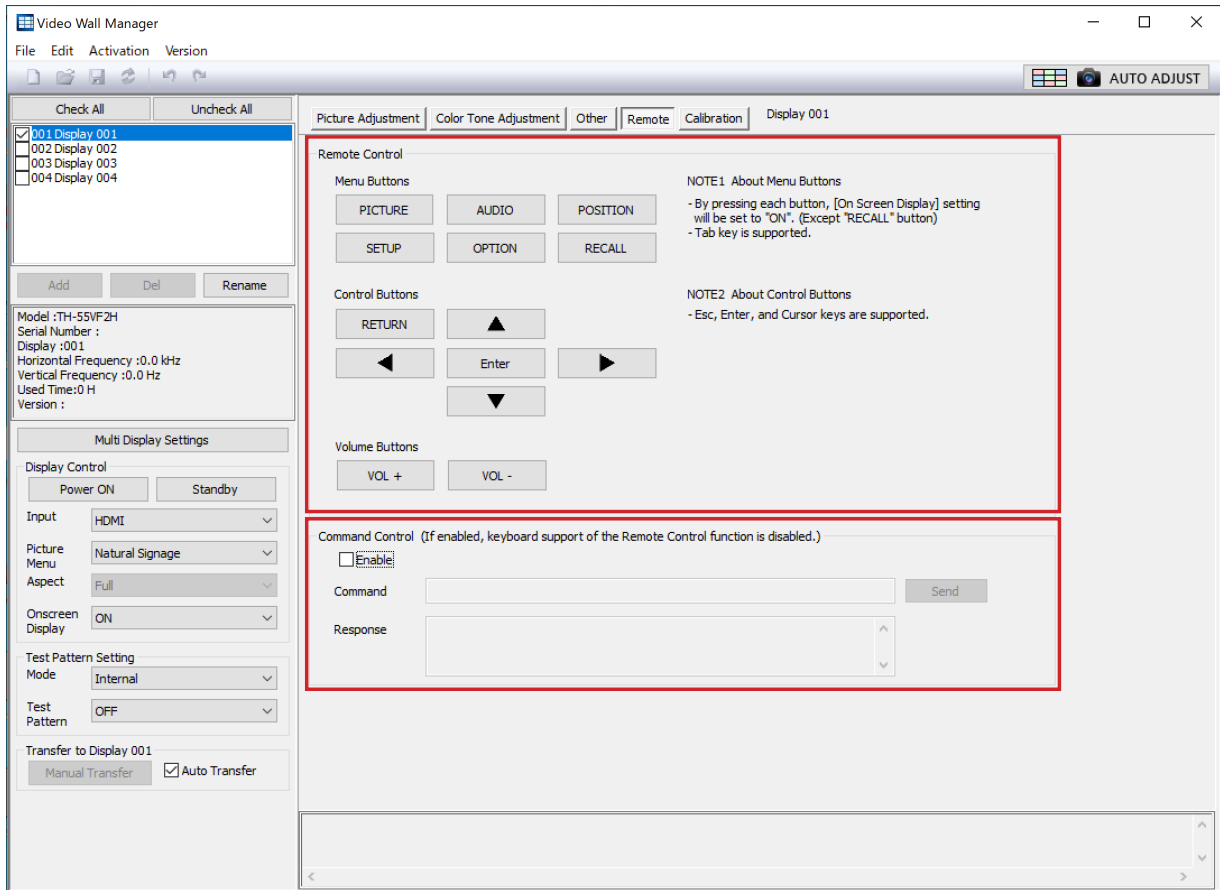 Video Wall Manager
File Edit Activation Version
AUTO ADJUST
Check All Uncheck All
001 Display 001
002 Display 002
003 Display 003
004 Display 004
Add Del Rename
Model :TH-55VF2H
Serial Number :
Display :001
Horizontal Frequency :0.0 kHz
Vertical Frequency :0.0 Hz
Used Time:0 H
Version :
Multi Display Settings
Display Control
Power ON Standby
Input HDMI
Picture Menu Natural Signage
Aspect Full
Onscreen Display ON
Test Pattern Setting
Mode Internal
Test Pattern OFF
Transfer to Display 001
Manual Transfer Auto Transfer
Picture Adjustment Color Tone Adjustment Other Remote Calibration Display 001
Remote Control
Menu Buttons
PICTURE AUDIO POSITION
SETUP OPTION RECALL
NOTE1 About Menu Buttons
- By pressing each button, [On Screen Display] setting
will be set to "ON". (Except "RECALL" button)
- Tab key is supported.
Control Buttons
RETURN
Enter
NOTE2 About Control Buttons
- Esc, Enter, and Cursor keys are supported.
Volume Buttons
VOL + VOL -
Command Control (If enabled, keyboard support of the Remote Control function is disabled.)
Enable
Command Send
Response